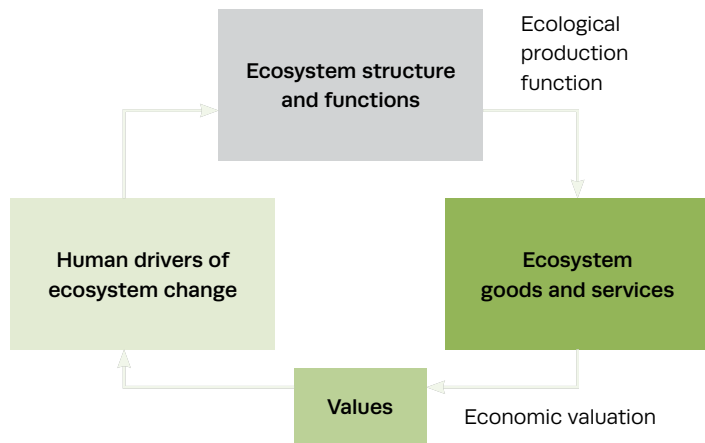 Ecosystem structure
and functions
Ecological
production
function
Human drivers of
ecosystem change
Ecosystem
goods and services
Values
Economic valuation